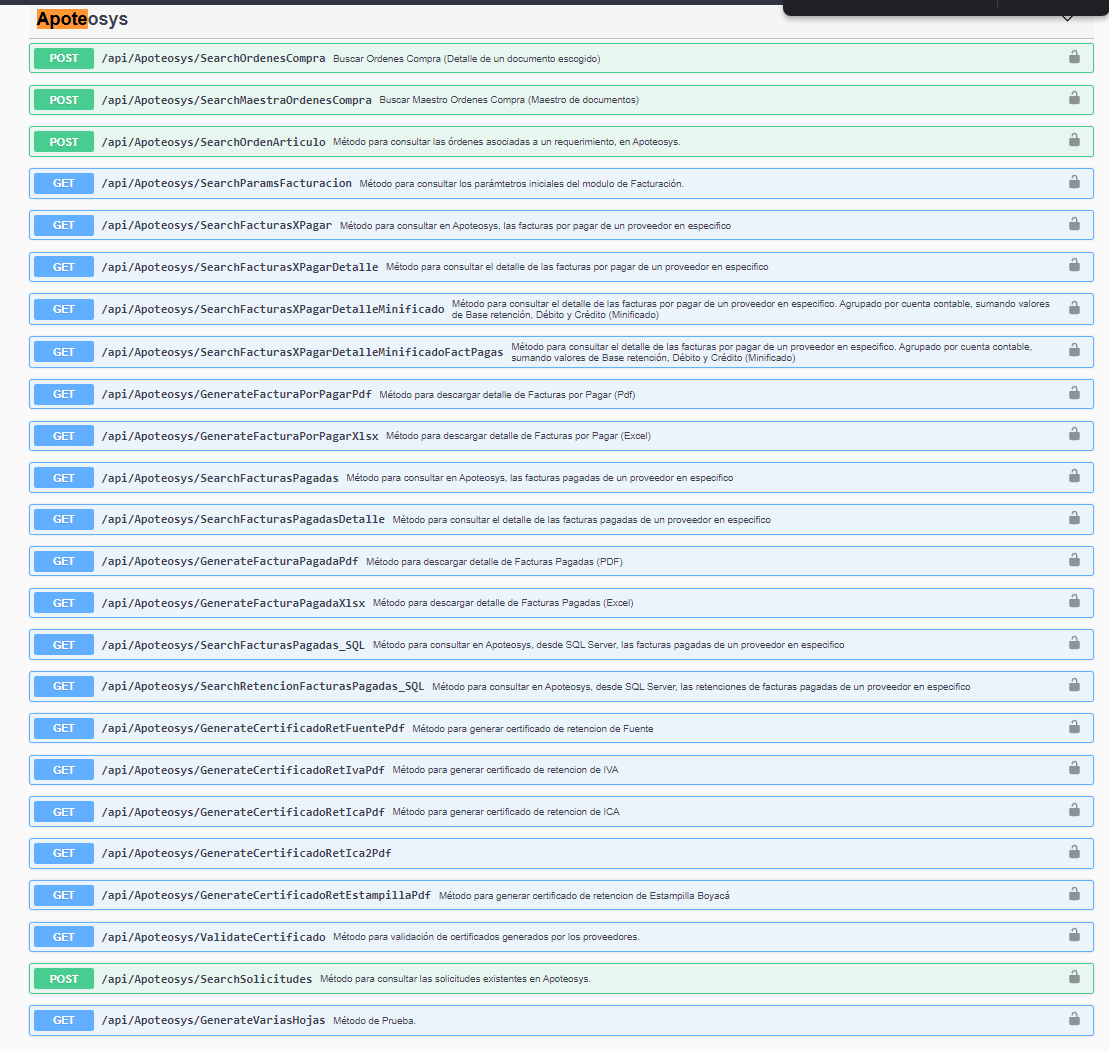 Apoteosys
POST /api/Apoteosys/SearchOrdenesCompra Buscar Ordenes Compra (Detalle de un documento escogido)
POST /api/Apoteosys/SearchMaestraOrdenesCompra Buscar Maestro Ordenes Compra (Maestro de documentos)
POST /api/Apoteosys/SearchOrdenArticulo Método para consultar las órdenes asociadas a un requerimiento, en Apoteosys.
GET /api/Apoteosys/SearchParamsFacturacion Método para consultar los parámtetros iniciales del modulo de Facturación.
GET /api/Apoteosys/SearchFacturasXPagar Método para consultar en Apoteosys, las facturas por pagar de un proveedor en especifico
GET /api/Apoteosys/SearchFacturasXPagarDetalle Método para consultar el detalle de las facturas por pagar de un proveedor en especifico
GET /api/Apoteosys/SearchFacturasXPagarDetalleMinificado Método para consultar el detalle de las facturas por pagar de un proveedor en especifico. Agrupado por cuenta contable, sumando valores
de Base retención, Débito y Crédito (Minificado)
GET /api/Apoteosys/SearchFacturasXPagarDetalleMinificadoFactPagas Método para consultar el detalle de las facturas por pagar de un proveedor en especifico. Agrupado por cuenta contable,
sumando valores de Base retención, Débito y Crédito (Minificado)
GET /api/Apoteosys/GenerateFacturaPorPagarPdf Método para descargar detalle de Facturas por Pagar (Pdf)
GET /api/Apoteosys/GenerateFacturaPorPagarXlsx Método para descargar detalle de Facturas por Pagar (Excel)
GET /api/Apoteosys/SearchFacturasPagadas Método para consultar en Apoteosys, las facturas pagadas de un proveedor en especifico
GET /api/Apoteosys/SearchFacturasPagadasDetalle Método para consultar el detalle de las facturas pagadas de un proveedor en especifico
GET /api/Apoteosys/GenerateFacturaPagadaPdf Método para descargar detalle de Facturas Pagadas (PDF)
GET /api/Apoteosys/GenerateFacturaPagadaXlsx Método para descargar detalle de Facturas Pagadas (Excel)
GET /api/Apoteosys/SearchFacturasPagadas_SQL Método para consultar en Apoteosys, desde SQL Server, las facturas pagadas de un proveedor en especifico
GET /api/Apoteosys/SearchRetencionFacturasPagadas_SQL Método para consultar en Apoteosys, desde SQL Server, las retenciones de facturas pagadas de un proveedor en especifico
GET /api/Apoteosys/GenerateCertificadoRetFuentePdf Método para generar certificado de retencion de Fuente
GET /api/Apoteosys/GenerateCertificadoRetIvaPdf Método para generar certificado de retencion de IVA
GET /api/Apoteosys/GenerateCertificadoRetIcaPdf Método para generar certificado de retencion de ICA
GET /api/Apoteosys/GenerateCertificadoRetIca2Pdf
GET /api/Apoteosys/GenerateCertificadoRetEstampillaPdf Método para generar certificado de retencion de Estampilla Boyacá
GET /api/Apoteosys/ValidateCertificado Método para validación de certificados generados por los proveedores.
POST /api/Apoteosys/SearchSolicitudes Método para consultar las solicitudes existentes en Apoteosys.
GET /api/Apoteosys/GenerateVariasHojas Método de Prueba.